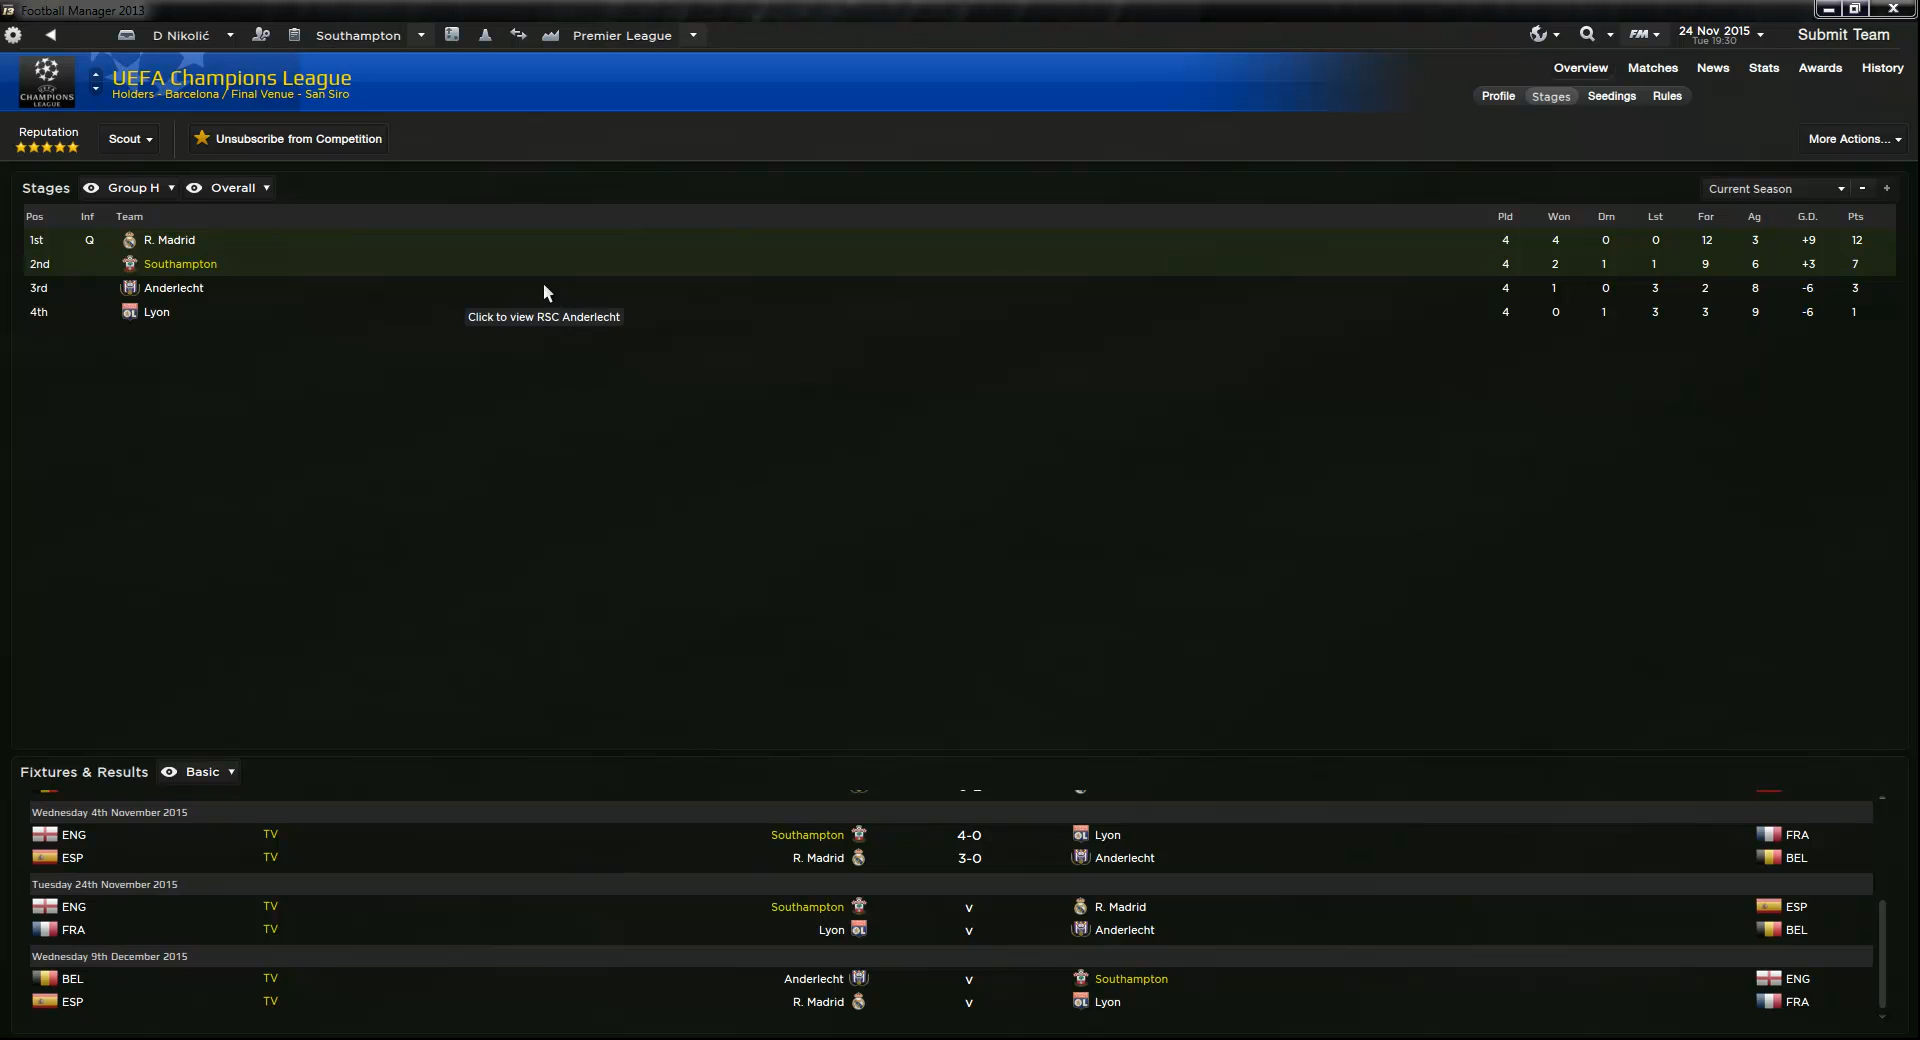 Football Manager 2013
D Nikolić Southampton Premier League FM 24 Nov 2015 Submit Team
Tue 19:30
UEFA Champions League
Holders - Barcelona / Final Venue - San Siro
CHAMPIONS
LEAGUE
Overview Matches News Stats Awards History
Profile Stages Seedings Rules
Reputation
Scout Unsubscribe from Competition More Actions...
Stages Group H Overall Current Season - +
Pos Inf Team Pld Won Drn Lst For Ag G.D. Pts
1st Q R. Madrid 4 4 0 0 12 3 +9 12
2nd Southampton 4 2 1 1 9 6 +3 7
3rd Anderlecht 4 1 0 3 2 8 -6 3
4th Lyon 4 0 1 3 3 9 -6 1
Click to view RSC Anderlecht
Fixtures & Results Basic
Wednesday 4th November 2015
ENG TV Southampton 4-0 Lyon FRA
ESP TV R. Madrid 3-0 Anderlecht BEL
Tuesday 24th November 2015
ENG TV Southampton v R. Madrid ESP
FRA TV Lyon v Anderlecht BEL
Wednesday 9th December 2015
BEL TV Anderlecht v Southampton ENG
ESP TV R. Madrid v Lyon FRA